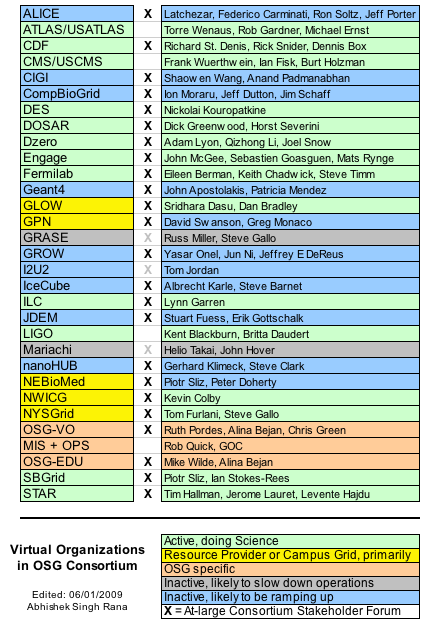 ALICE X Latchezar, Federico Carminati, Ron Soltz, Jeff Porter
ATLAS/USATLAS Torre Wenaus, Rob Gardner, Michael Ernst
CDF X Richard St. Denis, Rick Snider, Dennis Box
CMS/USCMS Frank Wuerthwein, Ian Fisk, Burt Holzman
CIGI X Shaowen Wang, Anand Padmanabhan
CompBioGrid X Ion Moraru, Jeff Dutton, Jim Schaff
DES X Nickolai Kouropatkine
DOSAR X Dick Greenwood, Horst Severini
Dzero X Adam Lyon, Qizhong Li, Joel Snow
Engage X John McGee, Sebastien Goasguen, Mats Rynge
Fermilab X Eileen Berman, Keith Chadwick, Steve Timm
Geant4 X John Apostolakis, Patricia Mendez
GLOW X Sridhara Dasu, Dan Bradley
GPN X David Swanson, Greg Monaco
GRASE X Russ Miller, Steve Gallo
GROW X Yasar Onel, Jun Ni, Jeffrey E DeReus
I2U2 X Tom Jordan
IceCube X Albrecht Karle, Steve Barnet
ILC X Lynn Garren
JDEM X Stuart Fuess, Erik Gottschalk
LIGO Kent Blackburn, Britta Daudert
Mariachi X Helio Takai, John Hover
nanoHUB X Gerhard Klimeck, Steve Clark
NEBioMed X Piotr Sliz, Peter Doherty
NWICG X Kevin Colby
NYSGrid X Tom Furlani, Steve Gallo
OSG-VO X Ruth Pordes, Alina Bejan, Chris Green
MIS + OPS Rob Quick, GOC
OSG-EDU X Mike Wilde, Alina Bejan
SBGrid X Piotr Sliz, Ian Stokes-Rees
STAR X Tim Hallman, Jerome Lauret, Levente Hajdu
Virtual Organizations
in OSG Consortium
Edited: 06/01/2009
Abhishek Singh Rana
Active, doing Science
Resource Provider or Campus Grid, primarily
OSG specific
Inactive, likely to slow down operations
Inactive, likely to be ramping up
X = At-large Consortium Stakeholder Forum